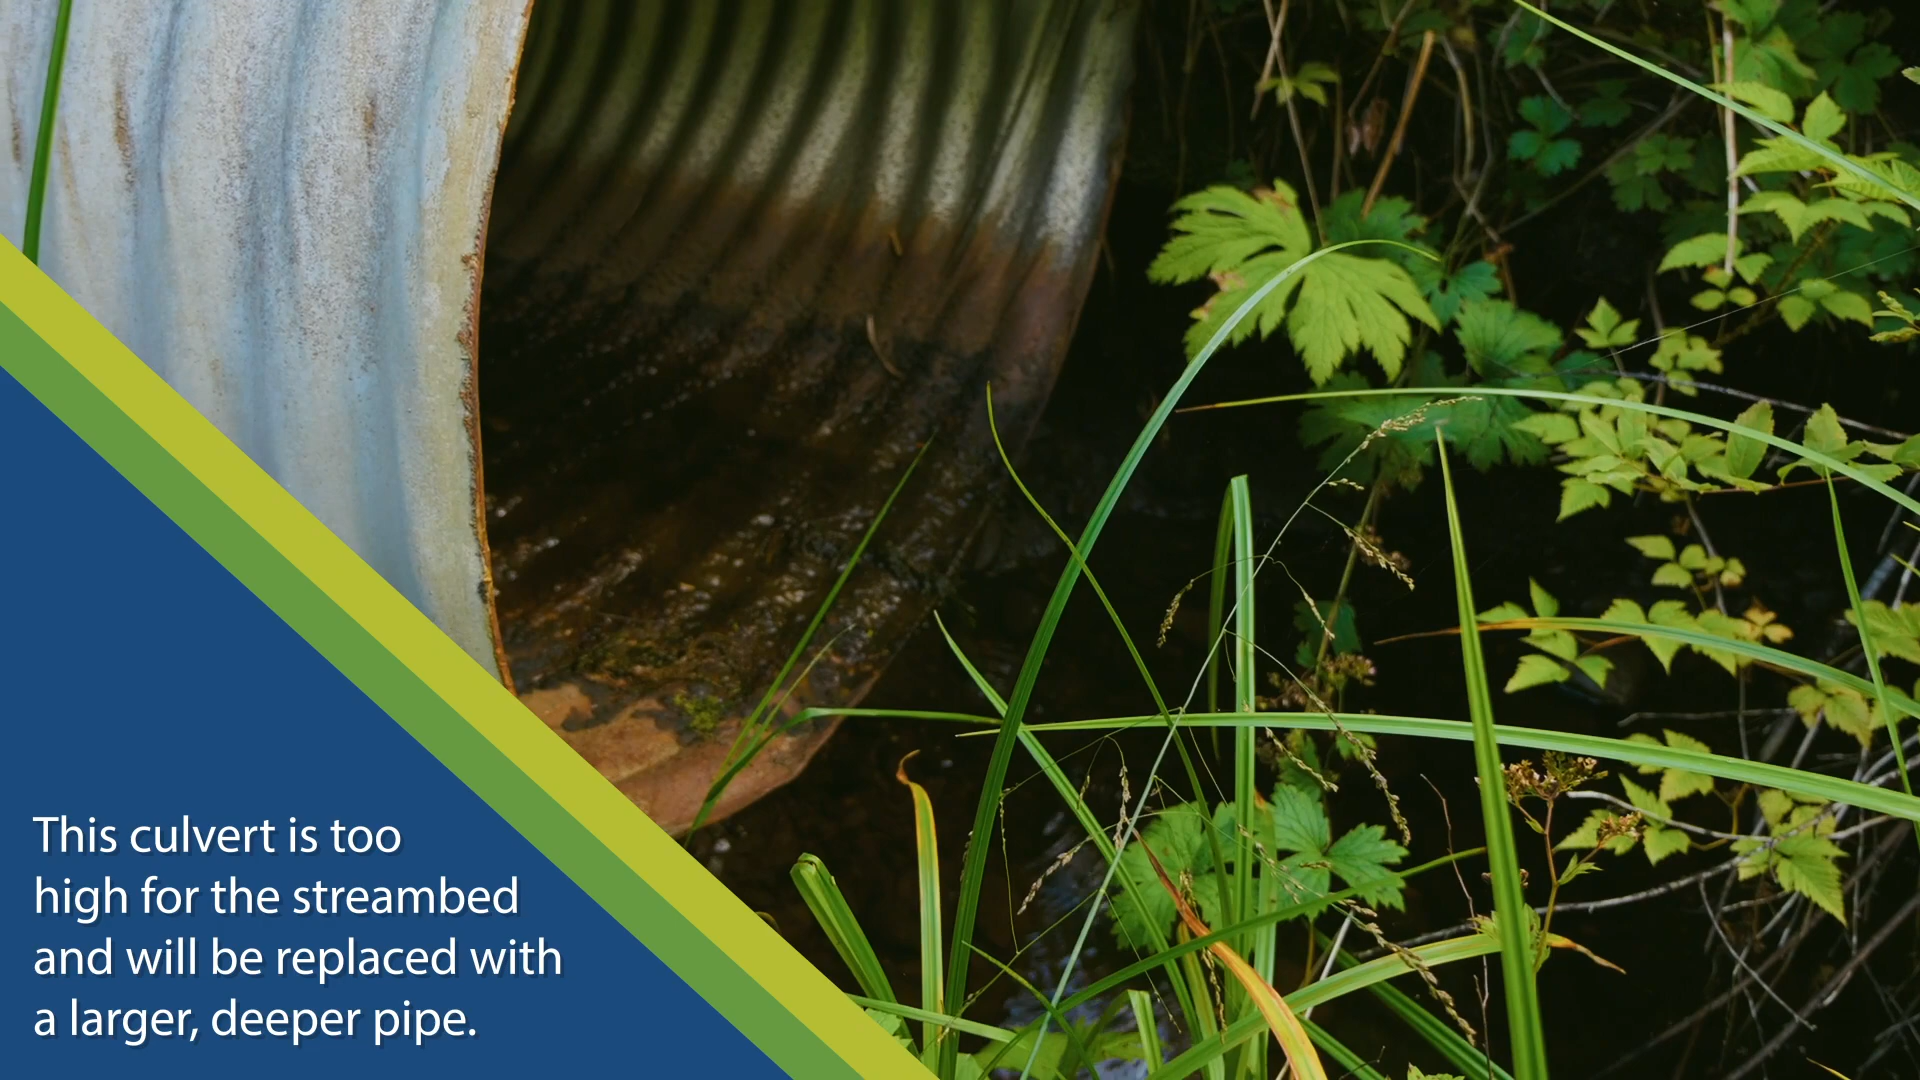 This culvert is too
high for the streambed
and will be replaced with
a larger, deeper pipe.